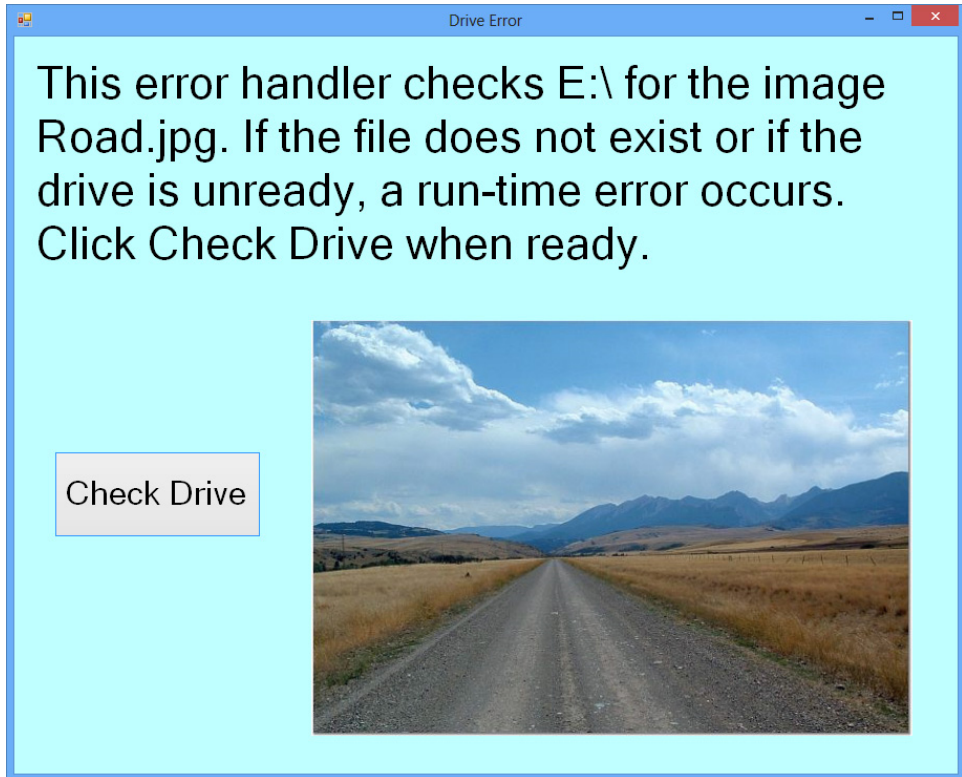 Drive Error
This error handler checks E:\ for the image
Road.jpg. If the file does not exist or if the
drive is unready, a run-time error occurs.
Click Check Drive when ready.
Check Drive